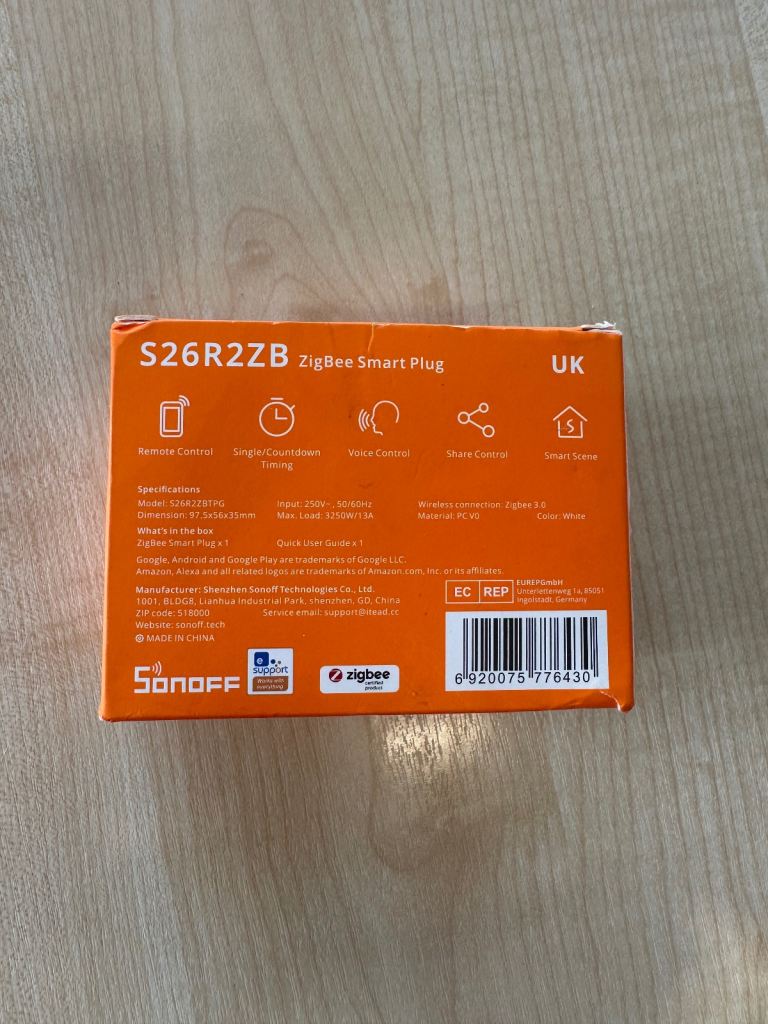 S26R2ZB ZigBee Smart Plug UK
Remote Control Single/Countdown Timing Voice Control Share Control Smart Scene
Specifications
Model: S26R2ZBTPG Input: 250V~, 50/60Hz Wireless connection: Zigbee 3.0
Dimension: 97.5x56x35mm Max. Load: 3250W/13A Material: PC V0 Color: White
What's in the box
ZigBee Smart Plug x 1 Quick User Guide x 1
Google, Android and Google Play are trademarks of Google LLC.
Amazon, Alexa and all related logos are trademarks of Amazon.com, Inc. or its affiliates.
Manufacturer: Shenzhen Sonoff Technologies Co., Ltd.
1001, BLDG8, Lianhua Industrial Park, shenzhen, GD, China
ZIP code: 518000 Service email: support@itead.cc
Website: sonoff.tech
MADE IN CHINA
EC REP
EUREPGmbH
Unterlettenweg 1a, 85051
Ingolstadt, Germany
SONOFF
e support
Works with
everything
zigbee
certified
product
6 920075 776430